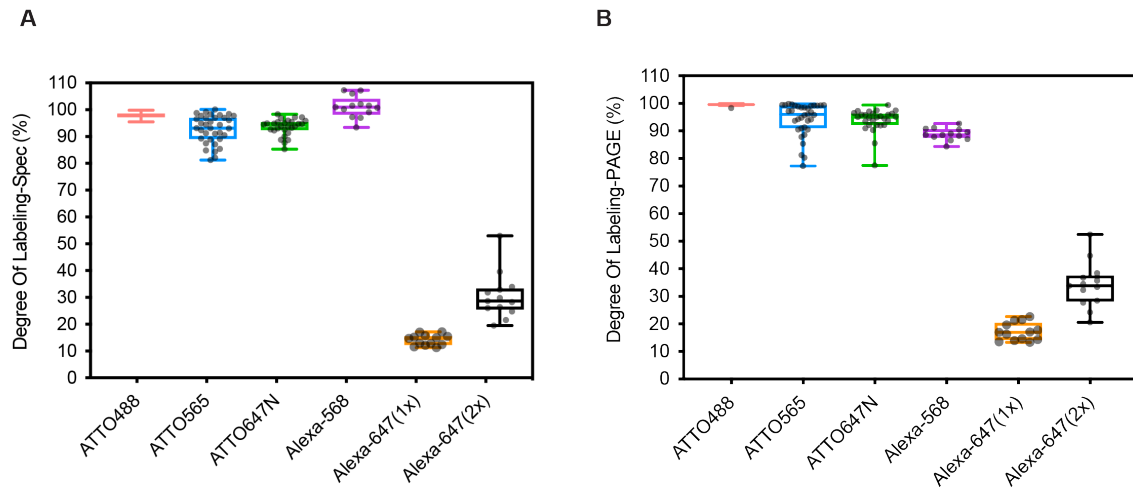 A
B
Degree Of Labeling-Spec (%)
110
100
90
80
70
60
50
40
30
20
10
0
ATTO488
ATTO565
ATTO647N
Alexa-568
Alexa-647(1x)
Alexa-647(2x)
Degree Of Labeling-PAGE (%)
110
100
90
80
70
60
50
40
30
20
10
0
ATTO488
ATTO565
ATTO647N
Alexa-568
Alexa-647(1x)
Alexa-647(2x)